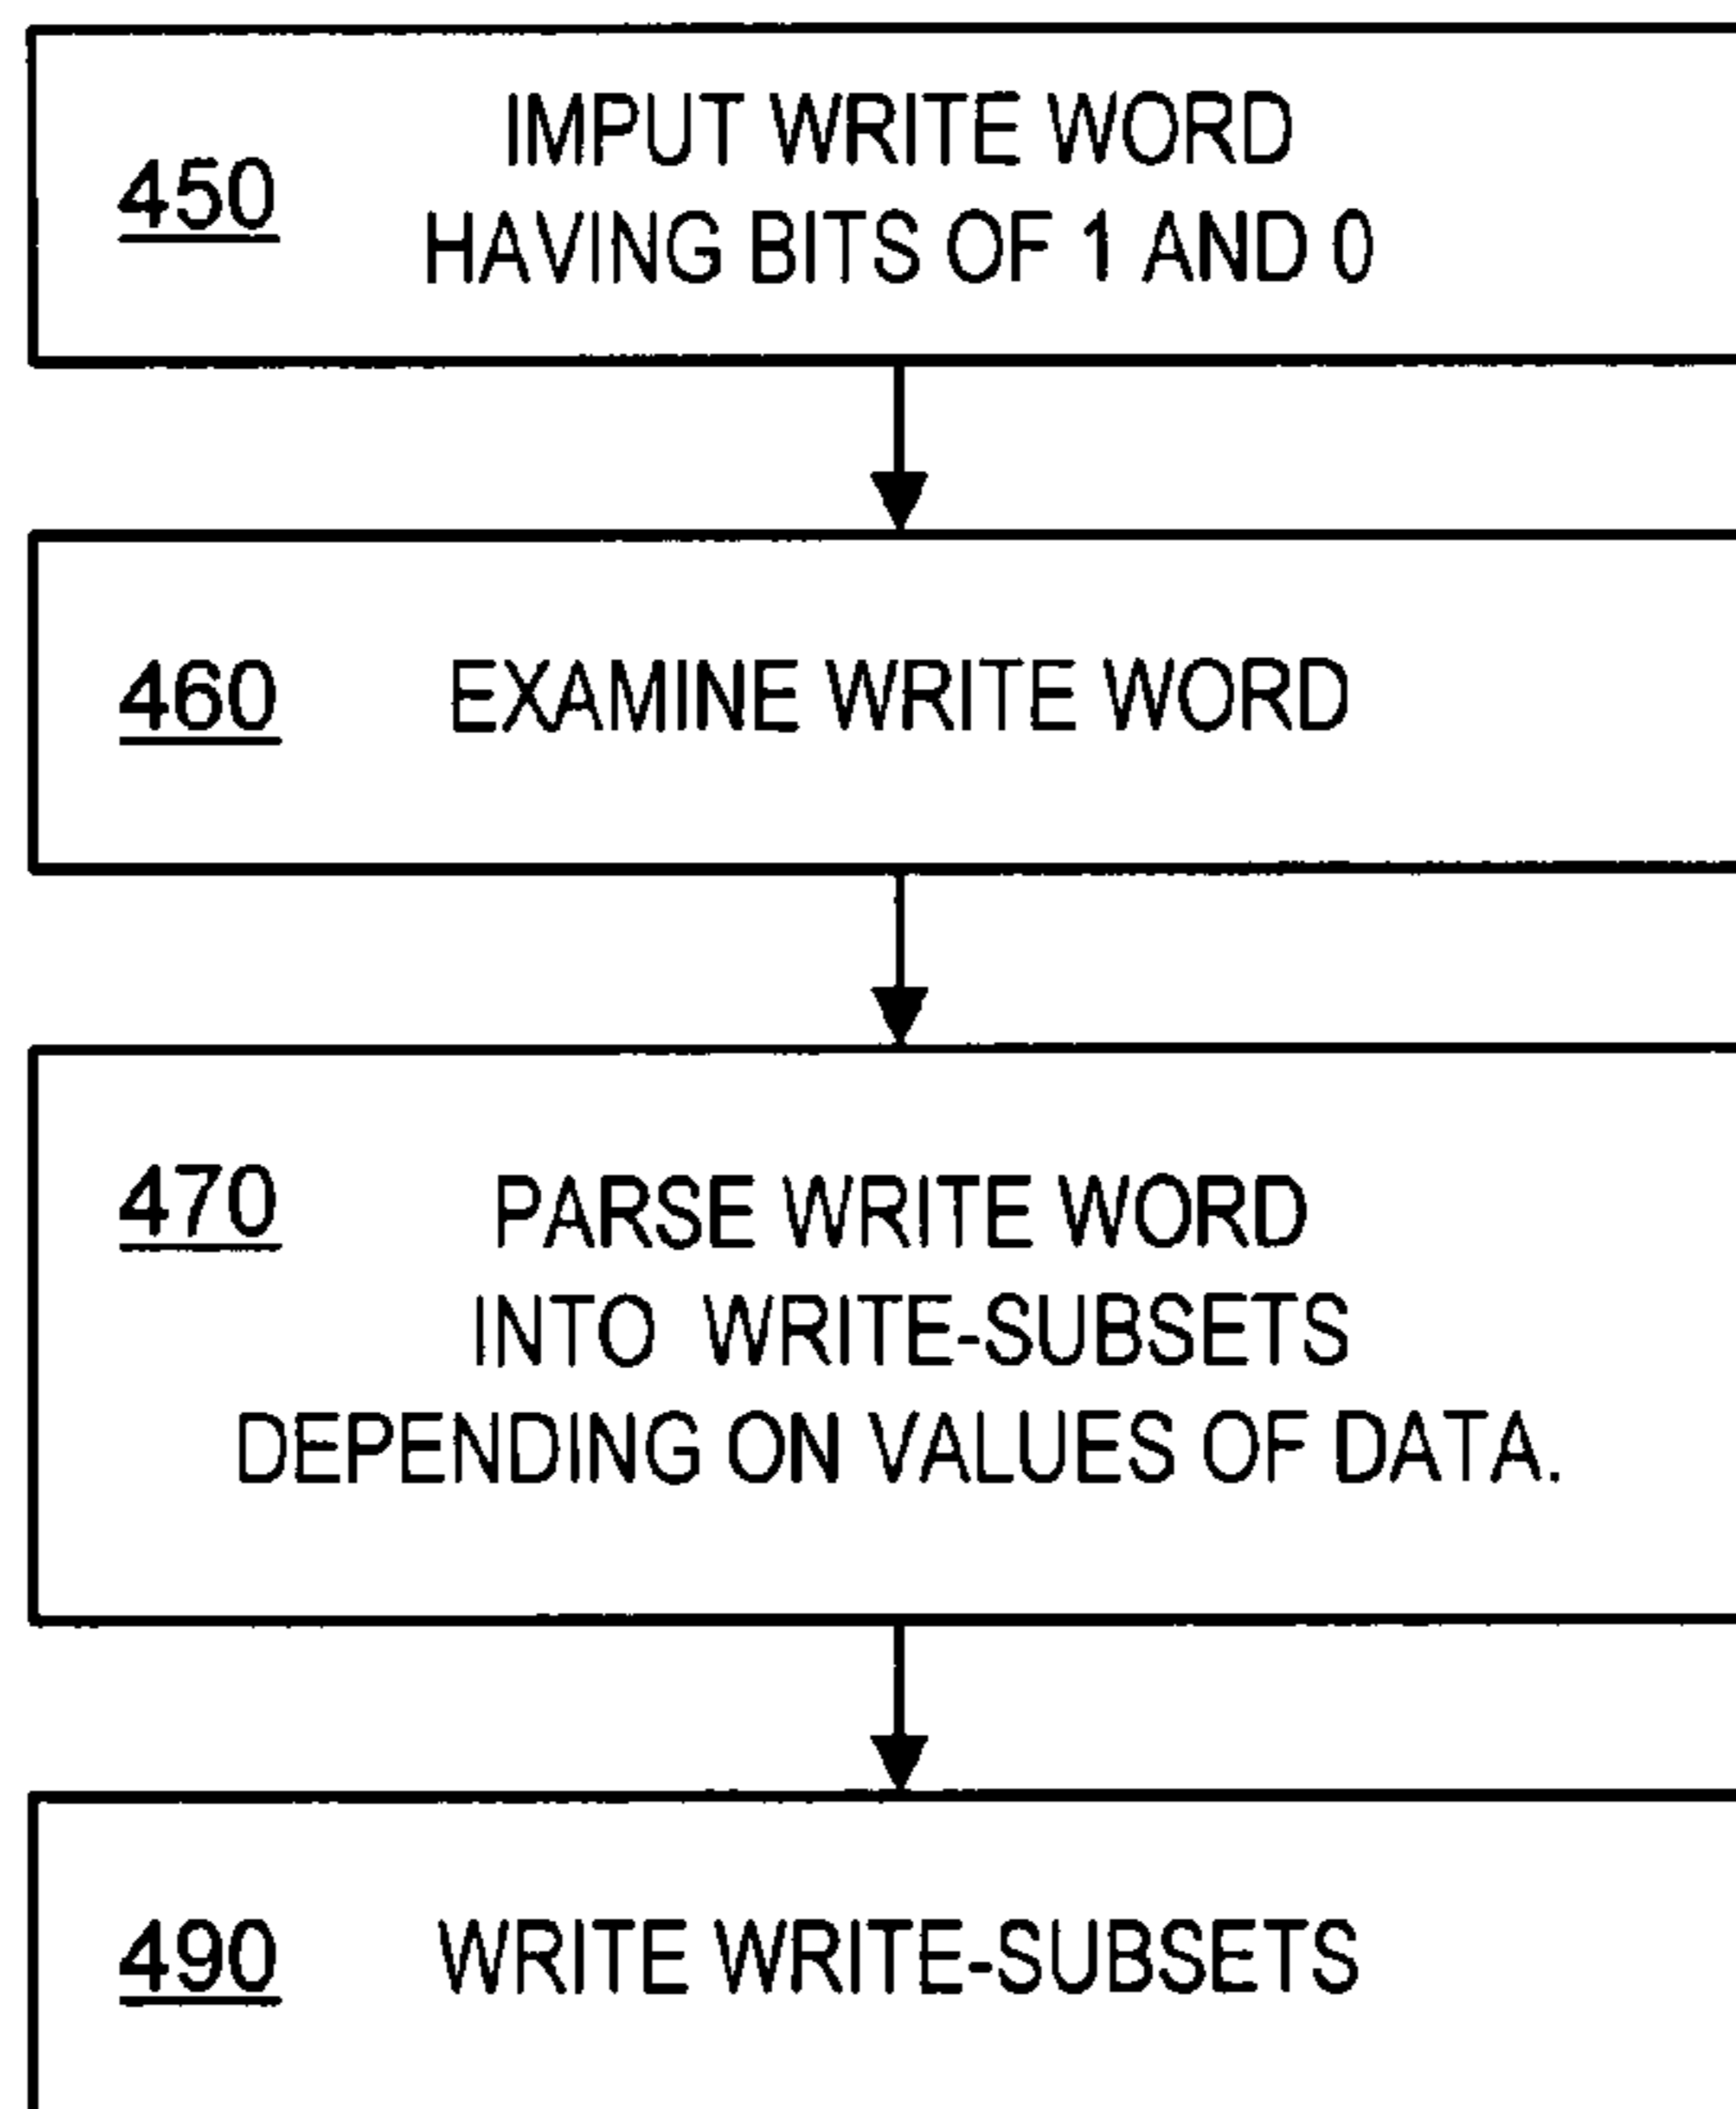 IMPUT WRITE WORD
450
HAVING BITS OF 1 AND 0
460 EXAMINE WRITE WORD
470 PARSE WRITE WORD
INTO WRITE-SUBSETS
DEPENDING ON VALUES OF DATA.
490 WRITE WRITE-SUBSETS